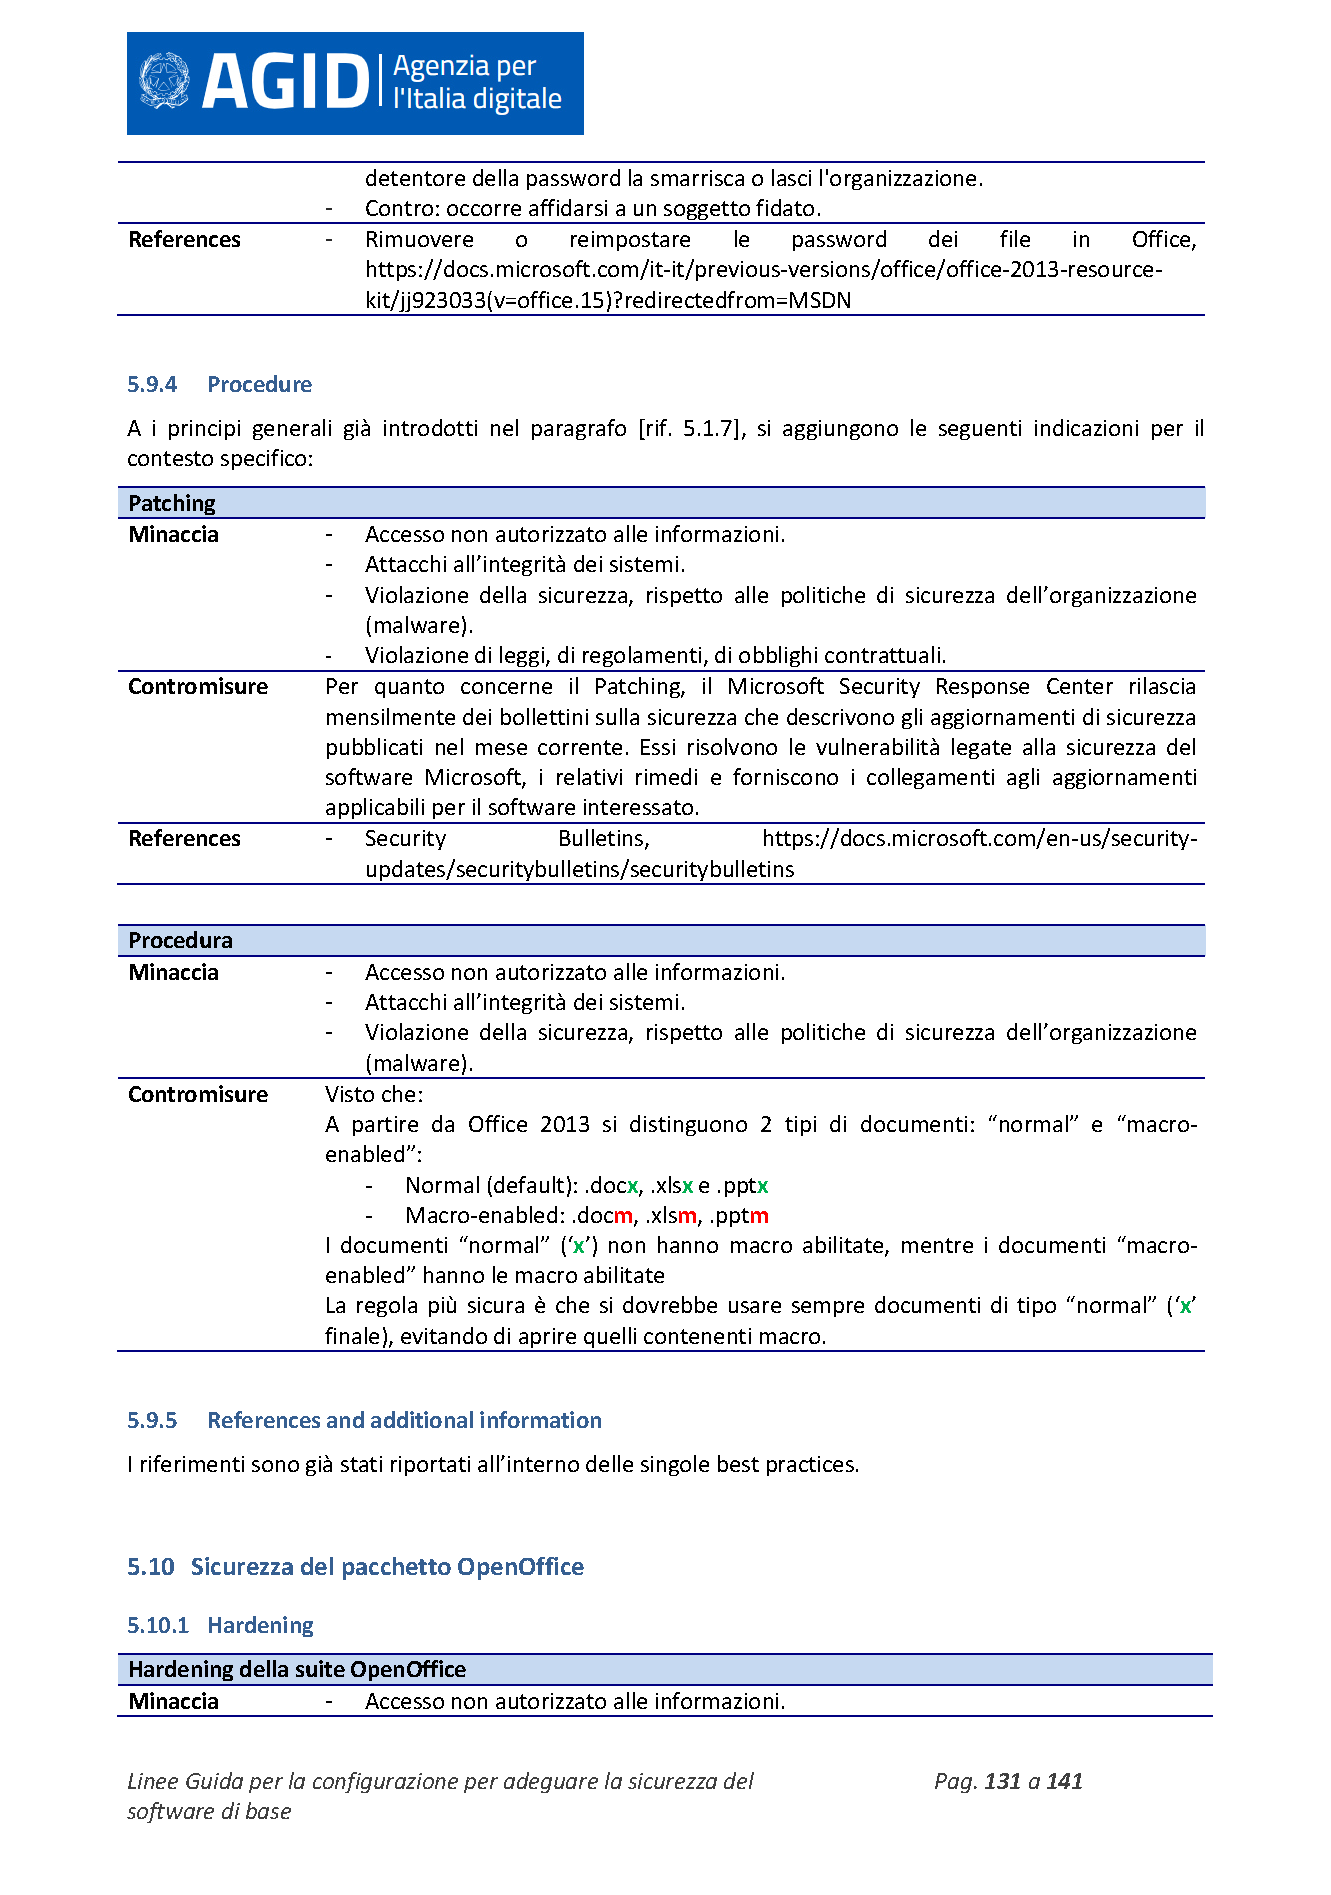 AGID Agenzia per
l'Italia digitale
detentore della password la smarrisca o lasci l'organizzazione.
- Contro: occorre affidarsi a un soggetto fidato.
References - Rimuovere o reimpostare le password dei file in Office,
https://docs.microsoft.com/it-it/previous-versions/office/office-2013-resource-
kit/jj923033(v=office.15)?redirectedfrom=MSDN
5.9.4 Procedure
A i principi generali già introdotti nel paragrafo [rif. 5.1.7], si aggiungono le seguenti indicazioni per il
contesto specifico:
Patching
Minaccia - Accesso non autorizzato alle informazioni.
- Attacchi all’integrità dei sistemi.
- Violazione della sicurezza, rispetto alle politiche di sicurezza dell’organizzazione
(malware).
- Violazione di leggi, di regolamenti, di obblighi contrattuali.
Contromisure Per quanto concerne il Patching, il Microsoft Security Response Center rilascia
mensilmente dei bollettini sulla sicurezza che descrivono gli aggiornamenti di sicurezza
pubblicati nel mese corrente. Essi risolvono le vulnerabilità legate alla sicurezza del
software Microsoft, i relativi rimedi e forniscono i collegamenti agli aggiornamenti
applicabili per il software interessato.
References - Security Bulletins, https://docs.microsoft.com/en-us/security-
updates/securitybulletins/securitybulletins
Procedura
Minaccia - Accesso non autorizzato alle informazioni.
- Attacchi all’integrità dei sistemi.
- Violazione della sicurezza, rispetto alle politiche di sicurezza dell’organizzazione
(malware).
Contromisure Visto che:
A partire da Office 2013 si distinguono 2 tipi di documenti: “normal” e “macro-
enabled”:
- Normal (default): .docx, .xlsx e .pptx
- Macro-enabled: .docm, .xlsm, .pptm
I documenti “normal” (‘x’) non hanno macro abilitate, mentre i documenti “macro-
enabled” hanno le macro abilitate
La regola più sicura è che si dovrebbe usare sempre documenti di tipo “normal” (‘x’
finale), evitando di aprire quelli contenenti macro.
5.9.5 References and additional information
I riferimenti sono già stati riportati all’interno delle singole best practices.
5.10 Sicurezza del pacchetto OpenOffice
5.10.1 Hardening
Hardening della suite OpenOffice
Minaccia - Accesso non autorizzato alle informazioni.
Linee Guida per la configurazione per adeguare la sicurezza del Pag. 131 a 141
software di base